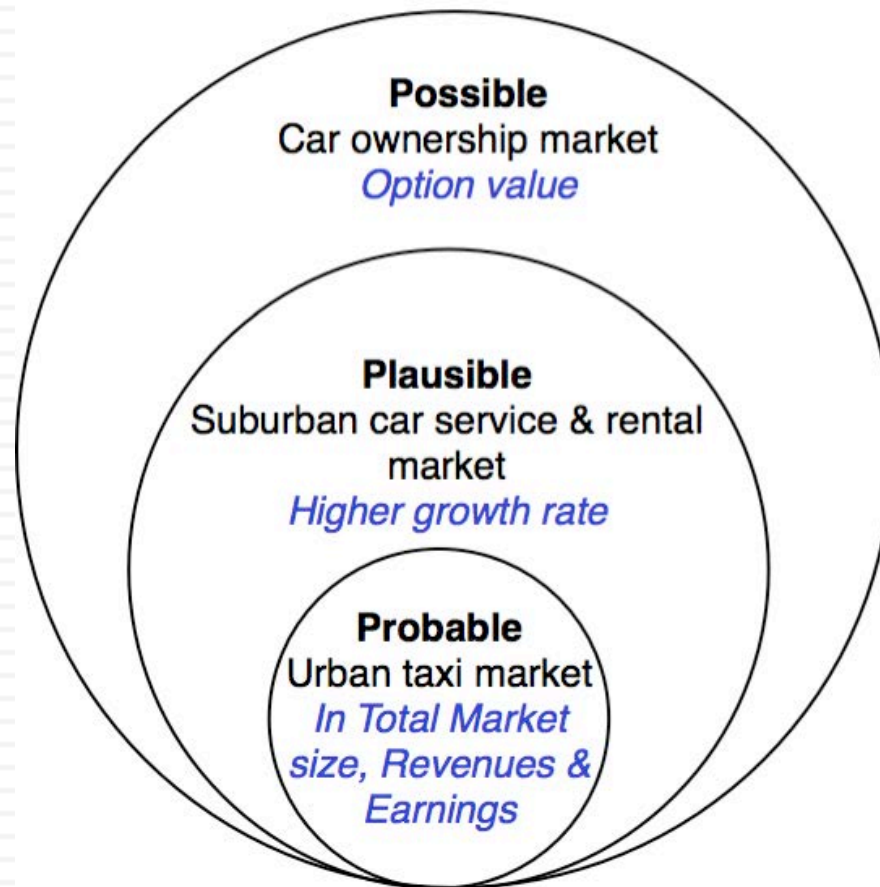 Possible
Car ownership market
Option value
Plausible
Suburban car service & rental
market
Higher growth rate
Probable
Urban taxi market
In Total Market
size, Revenues &
Earnings